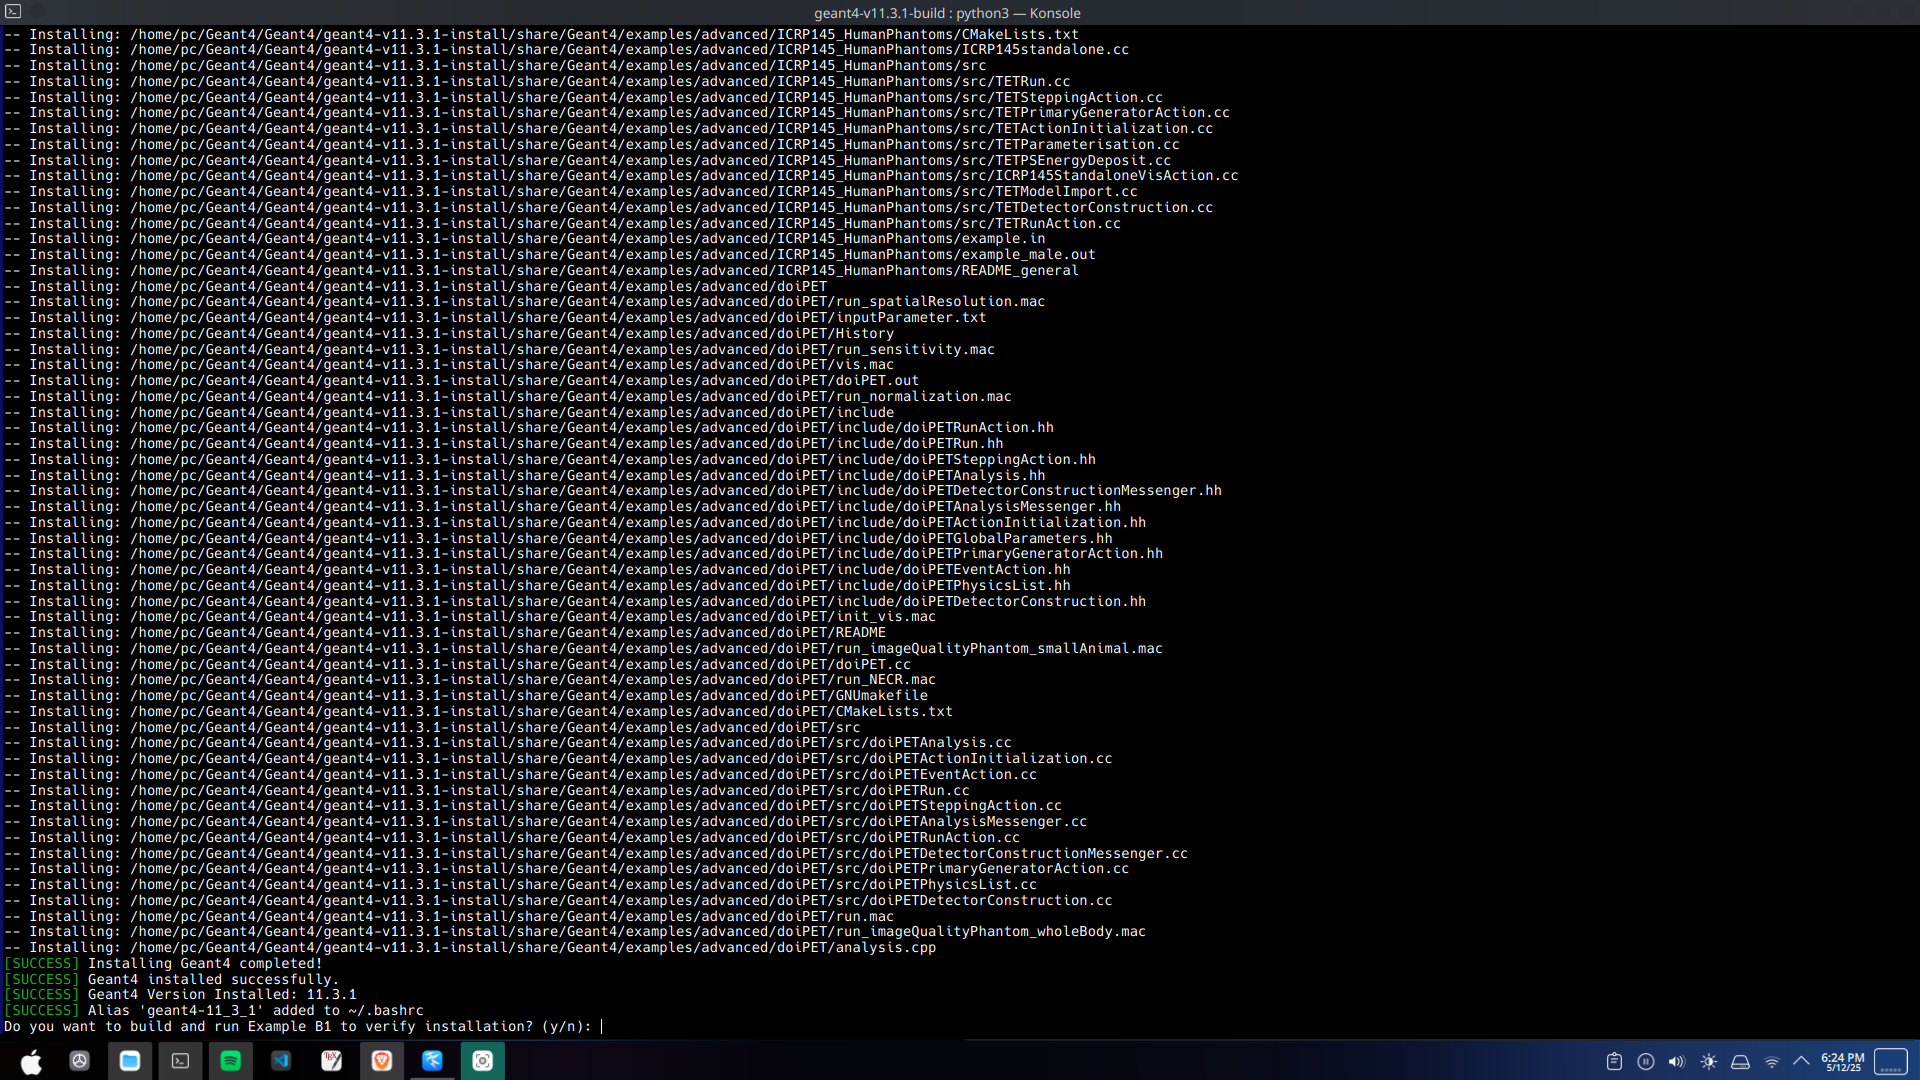 geant4-v11.3.1-build : python3 — Konsole
-- Installing: /home/pc/Geant4/Geant4/geant4-v11.3.1-install/share/Geant4/examples/advanced/ICRP145_HumanPhantoms/CMakeLists.txt
-- Installing: /home/pc/Geant4/Geant4/geant4-v11.3.1-install/share/Geant4/examples/advanced/ICRP145_HumanPhantoms/ICRP145standalone.cc
-- Installing: /home/pc/Geant4/Geant4/geant4-v11.3.1-install/share/Geant4/examples/advanced/ICRP145_HumanPhantoms/src
-- Installing: /home/pc/Geant4/Geant4/geant4-v11.3.1-install/share/Geant4/examples/advanced/ICRP145_HumanPhantoms/src/TETRun.cc
-- Installing: /home/pc/Geant4/Geant4/geant4-v11.3.1-install/share/Geant4/examples/advanced/ICRP145_HumanPhantoms/src/TETSteppingAction.cc
-- Installing: /home/pc/Geant4/Geant4/geant4-v11.3.1-install/share/Geant4/examples/advanced/ICRP145_HumanPhantoms/src/TETPrimaryGeneratorAction.cc
-- Installing: /home/pc/Geant4/Geant4/geant4-v11.3.1-install/share/Geant4/examples/advanced/ICRP145_HumanPhantoms/src/TETActionInitialization.cc
-- Installing: /home/pc/Geant4/Geant4/geant4-v11.3.1-install/share/Geant4/examples/advanced/ICRP145_HumanPhantoms/src/TETParameterisation.cc
-- Installing: /home/pc/Geant4/Geant4/geant4-v11.3.1-install/share/Geant4/examples/advanced/ICRP145_HumanPhantoms/src/TETPSEnergyDeposit.cc
-- Installing: /home/pc/Geant4/Geant4/geant4-v11.3.1-install/share/Geant4/examples/advanced/ICRP145_HumanPhantoms/src/ICRP145StandaloneVisAction.cc
-- Installing: /home/pc/Geant4/Geant4/geant4-v11.3.1-install/share/Geant4/examples/advanced/ICRP145_HumanPhantoms/src/TETModelImport.cc
-- Installing: /home/pc/Geant4/Geant4/geant4-v11.3.1-install/share/Geant4/examples/advanced/ICRP145_HumanPhantoms/src/TETDetectorConstruction.cc
-- Installing: /home/pc/Geant4/Geant4/geant4-v11.3.1-install/share/Geant4/examples/advanced/ICRP145_HumanPhantoms/src/TETRunAction.cc
-- Installing: /home/pc/Geant4/Geant4/geant4-v11.3.1-install/share/Geant4/examples/advanced/ICRP145_HumanPhantoms/example.in
-- Installing: /home/pc/Geant4/Geant4/geant4-v11.3.1-install/share/Geant4/examples/advanced/ICRP145_HumanPhantoms/example_male.out
-- Installing: /home/pc/Geant4/Geant4/geant4-v11.3.1-install/share/Geant4/examples/advanced/ICRP145_HumanPhantoms/README_general
-- Installing: /home/pc/Geant4/Geant4/geant4-v11.3.1-install/share/Geant4/examples/advanced/doiPET
-- Installing: /home/pc/Geant4/Geant4/geant4-v11.3.1-install/share/Geant4/examples/advanced/doiPET/run_spatialResolution.mac
-- Installing: /home/pc/Geant4/Geant4/geant4-v11.3.1-install/share/Geant4/examples/advanced/doiPET/inputParameter.txt
-- Installing: /home/pc/Geant4/Geant4/geant4-v11.3.1-install/share/Geant4/examples/advanced/doiPET/History
-- Installing: /home/pc/Geant4/Geant4/geant4-v11.3.1-install/share/Geant4/examples/advanced/doiPET/run_sensitivity.mac
-- Installing: /home/pc/Geant4/Geant4/geant4-v11.3.1-install/share/Geant4/examples/advanced/doiPET/vis.mac
-- Installing: /home/pc/Geant4/Geant4/geant4-v11.3.1-install/share/Geant4/examples/advanced/doiPET/doiPET.out
-- Installing: /home/pc/Geant4/Geant4/geant4-v11.3.1-install/share/Geant4/examples/advanced/doiPET/run_normalization.mac
-- Installing: /home/pc/Geant4/Geant4/geant4-v11.3.1-install/share/Geant4/examples/advanced/doiPET/include
-- Installing: /home/pc/Geant4/Geant4/geant4-v11.3.1-install/share/Geant4/examples/advanced/doiPET/include/doiPETRunAction.hh
-- Installing: /home/pc/Geant4/Geant4/geant4-v11.3.1-install/share/Geant4/examples/advanced/doiPET/include/doiPETRun.hh
-- Installing: /home/pc/Geant4/Geant4/geant4-v11.3.1-install/share/Geant4/examples/advanced/doiPET/include/doiPETSteppingAction.hh
-- Installing: /home/pc/Geant4/Geant4/geant4-v11.3.1-install/share/Geant4/examples/advanced/doiPET/include/doiPETAnalysis.hh
-- Installing: /home/pc/Geant4/Geant4/geant4-v11.3.1-install/share/Geant4/examples/advanced/doiPET/include/doiPETDetectorConstructionMessenger.hh
-- Installing: /home/pc/Geant4/Geant4/geant4-v11.3.1-install/share/Geant4/examples/advanced/doiPET/include/doiPETAnalysisMessenger.hh
-- Installing: /home/pc/Geant4/Geant4/geant4-v11.3.1-install/share/Geant4/examples/advanced/doiPET/include/doiPETActionInitialization.hh
-- Installing: /home/pc/Geant4/Geant4/geant4-v11.3.1-install/share/Geant4/examples/advanced/doiPET/include/doiPETGlobalParameters.hh
-- Installing: /home/pc/Geant4/Geant4/geant4-v11.3.1-install/share/Geant4/examples/advanced/doiPET/include/doiPETPrimaryGeneratorAction.hh
-- Installing: /home/pc/Geant4/Geant4/geant4-v11.3.1-install/share/Geant4/examples/advanced/doiPET/include/doiPETEventAction.hh
-- Installing: /home/pc/Geant4/Geant4/geant4-v11.3.1-install/share/Geant4/examples/advanced/doiPET/include/doiPETPhysicsList.hh
-- Installing: /home/pc/Geant4/Geant4/geant4-v11.3.1-install/share/Geant4/examples/advanced/doiPET/include/doiPETDetectorConstruction.hh
-- Installing: /home/pc/Geant4/Geant4/geant4-v11.3.1-install/share/Geant4/examples/advanced/doiPET/init_vis.mac
-- Installing: /home/pc/Geant4/Geant4/geant4-v11.3.1-install/share/Geant4/examples/advanced/doiPET/README
-- Installing: /home/pc/Geant4/Geant4/geant4-v11.3.1-install/share/Geant4/examples/advanced/doiPET/run_imageQualityPhantom_smallAnimal.mac
-- Installing: /home/pc/Geant4/Geant4/geant4-v11.3.1-install/share/Geant4/examples/advanced/doiPET/doiPET.cc
-- Installing: /home/pc/Geant4/Geant4/geant4-v11.3.1-install/share/Geant4/examples/advanced/doiPET/run_NECR.mac
-- Installing: /home/pc/Geant4/Geant4/geant4-v11.3.1-install/share/Geant4/examples/advanced/doiPET/GNUmakefile
-- Installing: /home/pc/Geant4/Geant4/geant4-v11.3.1-install/share/Geant4/examples/advanced/doiPET/CMakeLists.txt
-- Installing: /home/pc/Geant4/Geant4/geant4-v11.3.1-install/share/Geant4/examples/advanced/doiPET/src
-- Installing: /home/pc/Geant4/Geant4/geant4-v11.3.1-install/share/Geant4/examples/advanced/doiPET/src/doiPETAnalysis.cc
-- Installing: /home/pc/Geant4/Geant4/geant4-v11.3.1-install/share/Geant4/examples/advanced/doiPET/src/doiPETActionInitialization.cc
-- Installing: /home/pc/Geant4/Geant4/geant4-v11.3.1-install/share/Geant4/examples/advanced/doiPET/src/doiPETEventAction.cc
-- Installing: /home/pc/Geant4/Geant4/geant4-v11.3.1-install/share/Geant4/examples/advanced/doiPET/src/doiPETRun.cc
-- Installing: /home/pc/Geant4/Geant4/geant4-v11.3.1-install/share/Geant4/examples/advanced/doiPET/src/doiPETSteppingAction.cc
-- Installing: /home/pc/Geant4/Geant4/geant4-v11.3.1-install/share/Geant4/examples/advanced/doiPET/src/doiPETAnalysisMessenger.cc
-- Installing: /home/pc/Geant4/Geant4/geant4-v11.3.1-install/share/Geant4/examples/advanced/doiPET/src/doiPETRunAction.cc
-- Installing: /home/pc/Geant4/Geant4/geant4-v11.3.1-install/share/Geant4/examples/advanced/doiPET/src/doiPETDetectorConstructionMessenger.cc
-- Installing: /home/pc/Geant4/Geant4/geant4-v11.3.1-install/share/Geant4/examples/advanced/doiPET/src/doiPETPrimaryGeneratorAction.cc
-- Installing: /home/pc/Geant4/Geant4/geant4-v11.3.1-install/share/Geant4/examples/advanced/doiPET/src/doiPETPhysicsList.cc
-- Installing: /home/pc/Geant4/Geant4/geant4-v11.3.1-install/share/Geant4/examples/advanced/doiPET/src/doiPETDetectorConstruction.cc
-- Installing: /home/pc/Geant4/Geant4/geant4-v11.3.1-install/share/Geant4/examples/advanced/doiPET/run.mac
-- Installing: /home/pc/Geant4/Geant4/geant4-v11.3.1-install/share/Geant4/examples/advanced/doiPET/run_imageQualityPhantom_wholeBody.mac
-- Installing: /home/pc/Geant4/Geant4/geant4-v11.3.1-install/share/Geant4/examples/advanced/doiPET/analysis.cpp
[SUCCESS] Installing Geant4 completed!
[SUCCESS] Geant4 installed successfully.
[SUCCESS] Geant4 Version Installed: 11.3.1
[SUCCESS] Alias 'geant4-11_3_1' added to ~/.bashrc
Do you want to build and run Example B1 to verify installation? (y/n):
6:24 PM
5/12/25